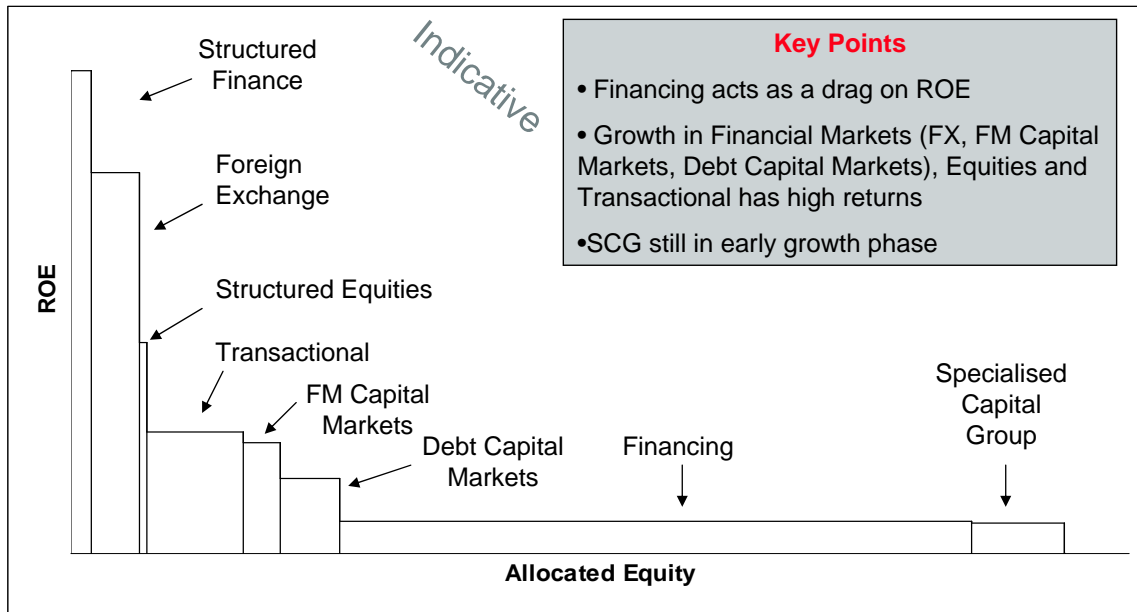 Structured
Finance
Indicative
Key Points
• Financing acts as a drag on ROE
• Growth in Financial Markets (FX, FM Capital
Markets, Debt Capital Markets), Equities and
Transactional has high returns
•SCG still in early growth phase
Foreign
Exchange
ROE
Structured Equities
Transactional
FM Capital
Markets
Debt Capital
Markets
Financing
Specialised
Capital
Group
Allocated Equity